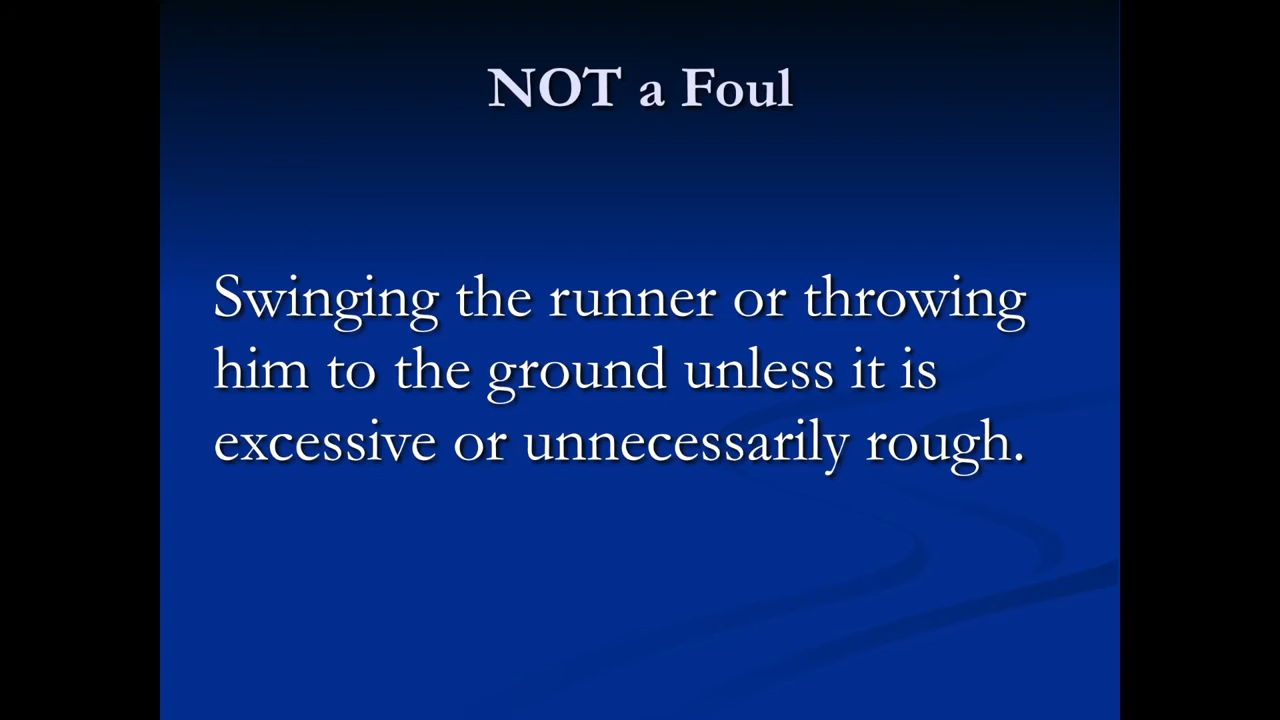 NOT a Foul
Swinging the runner or throwing
him to the ground unless it is
excessive or unnecessarily rough.